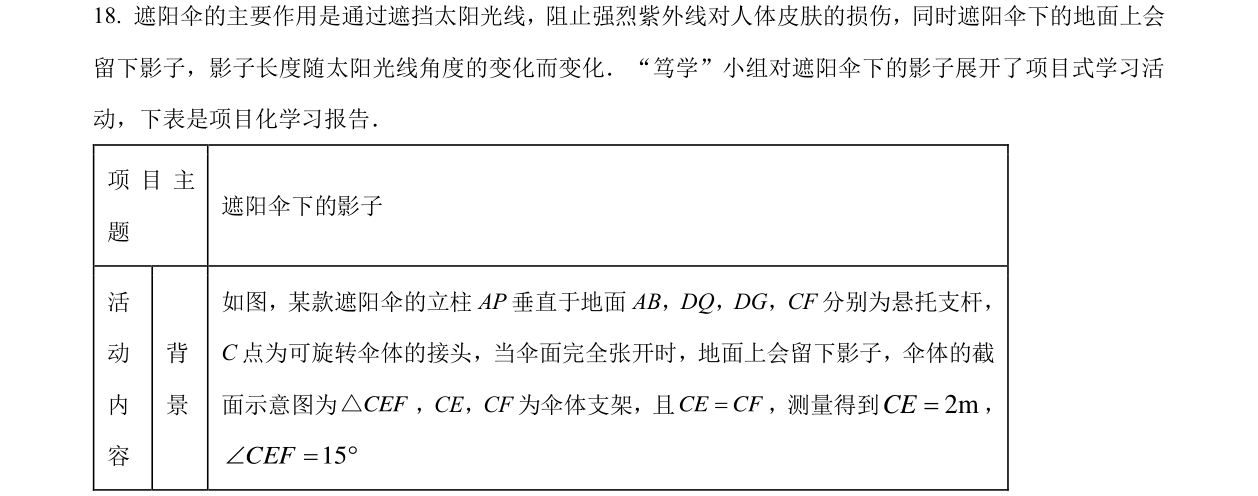 18. 遮阳伞的主要作用是通过遮挡太阳光线，阻止强烈紫外线对人体皮肤的损伤，同时遮阳伞下的地面上会
留下影子，影子长度随太阳光线角度的变化而变化．“笃学”小组对遮阳伞下的影子展开了项目式学习活
动，下表是项目化学习报告．
项目主
题
遮阳伞下的影子
活
动
内
容
背
景
如图，某款遮阳伞的立柱 AP 垂直于地面 AB，DQ，DG，CF 分别为悬托支杆，
C 点为可旋转伞体的接头，当伞面完全张开时，地面上会留下影子，伞体的截
面示意图为△CEF，CE，CF 为伞体支架，且CE＝CF，测量得到CE = 2m，
∠CEF =15°